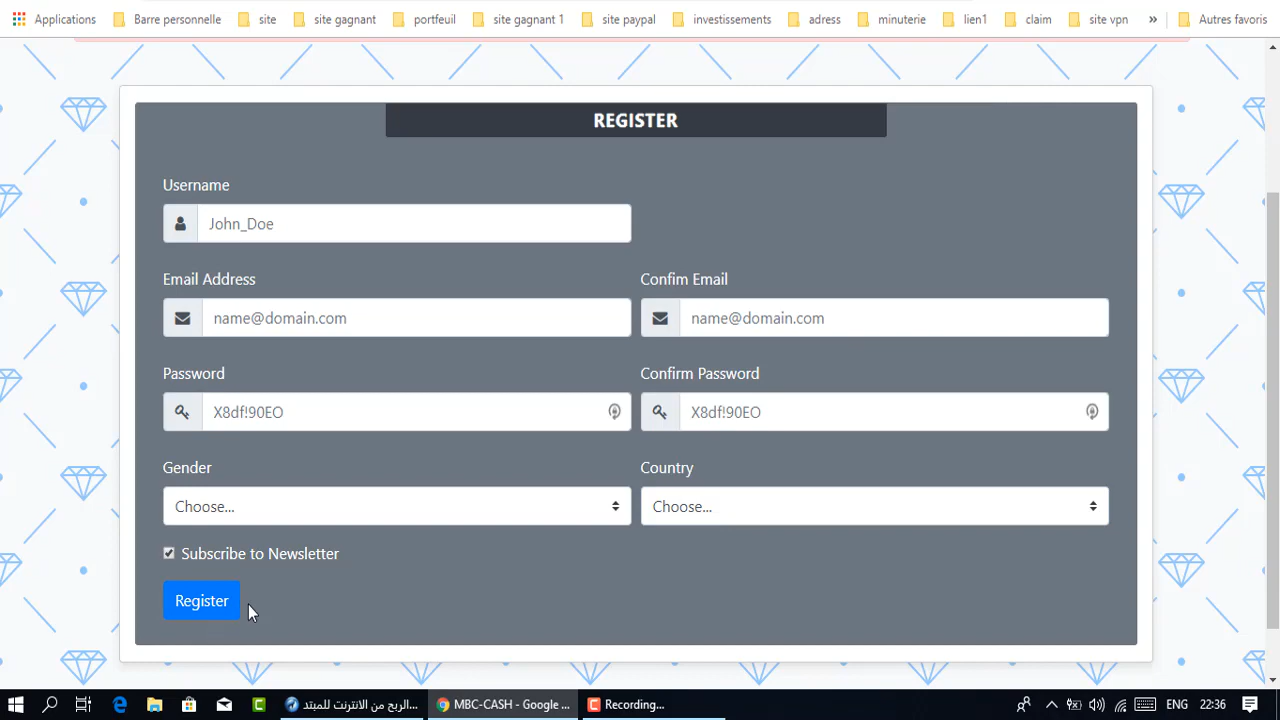 Applications Barre personnelle site site gagnant portfeuil site gagnant 1 site paypal investissements adress minuterie lien1 claim site vpn » Autres favoris
REGISTER
Username
John_Doe
Email Address Confim Email
name@domain.com name@domain.com
Password Confirm Password
X8df!90EO X8df!90EO
Gender Country
Choose... Choose...
Subscribe to Newsletter
Register
الربح من الانترنت للمبتد... MBC-CASH - Google ... Recording... ENG 22:36